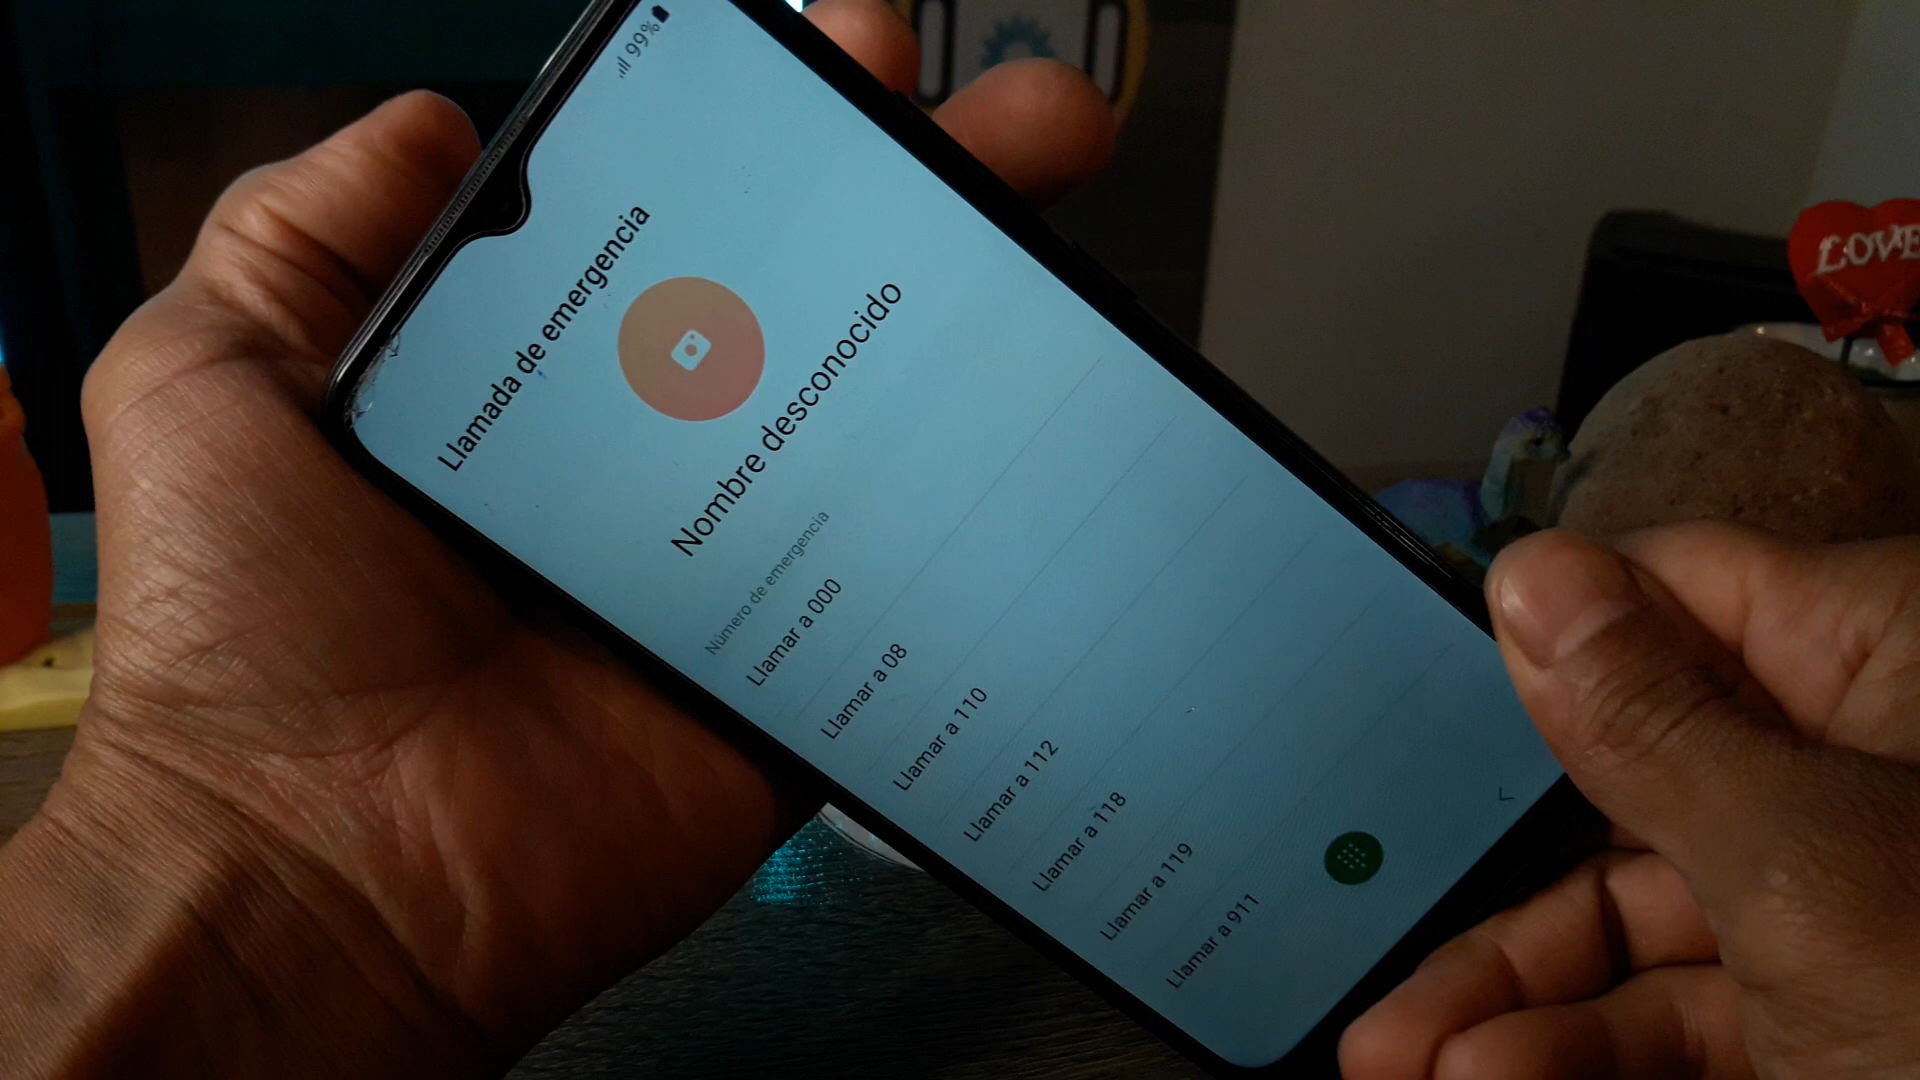 99%
Llamada de emergencia
Nombre desconocido
Número de emergencia
Llamar a 000
Llamar a 08
Llamar a 110
Llamar a 112
Llamar a 118
Llamar a 119
Llamar a 911
LOVE